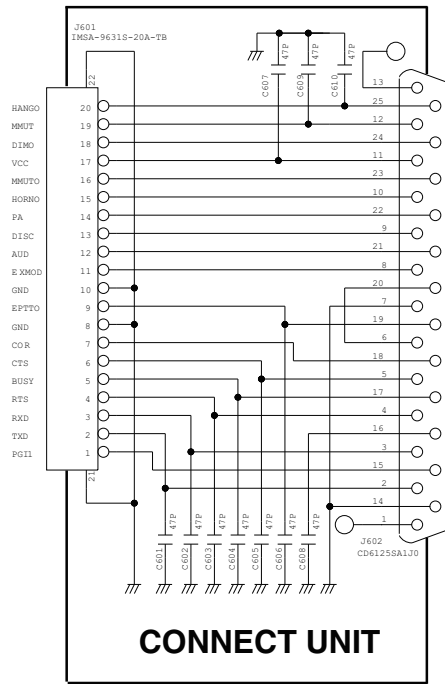 J601
IMSA-9631S-20A-TB
22
47P 47P 47P
C607 C609 C610
13
HANGO 20 25
MMUT 19 12
DIMO 18 24
VCC 17 11
MMUTO 16 23
HORNO 15 10
PA 14 22
DISC 13 9
AUD 12 21
EXMOD 11 8
GND 10 20
EPTTO 9 7
GND 8 19
COR 7 6
CTS 6 18
BUSY 5 5
RTS 4 17
RXD 3 4
TXD 2 16
PGI1 1 3
15
21
2
14
1
47P 47P 47P 47P 47P 47P 47P
C601 C602 C603 C604 C605 C606 C608
J602
CD6125SA1J0
CONNECT UNIT